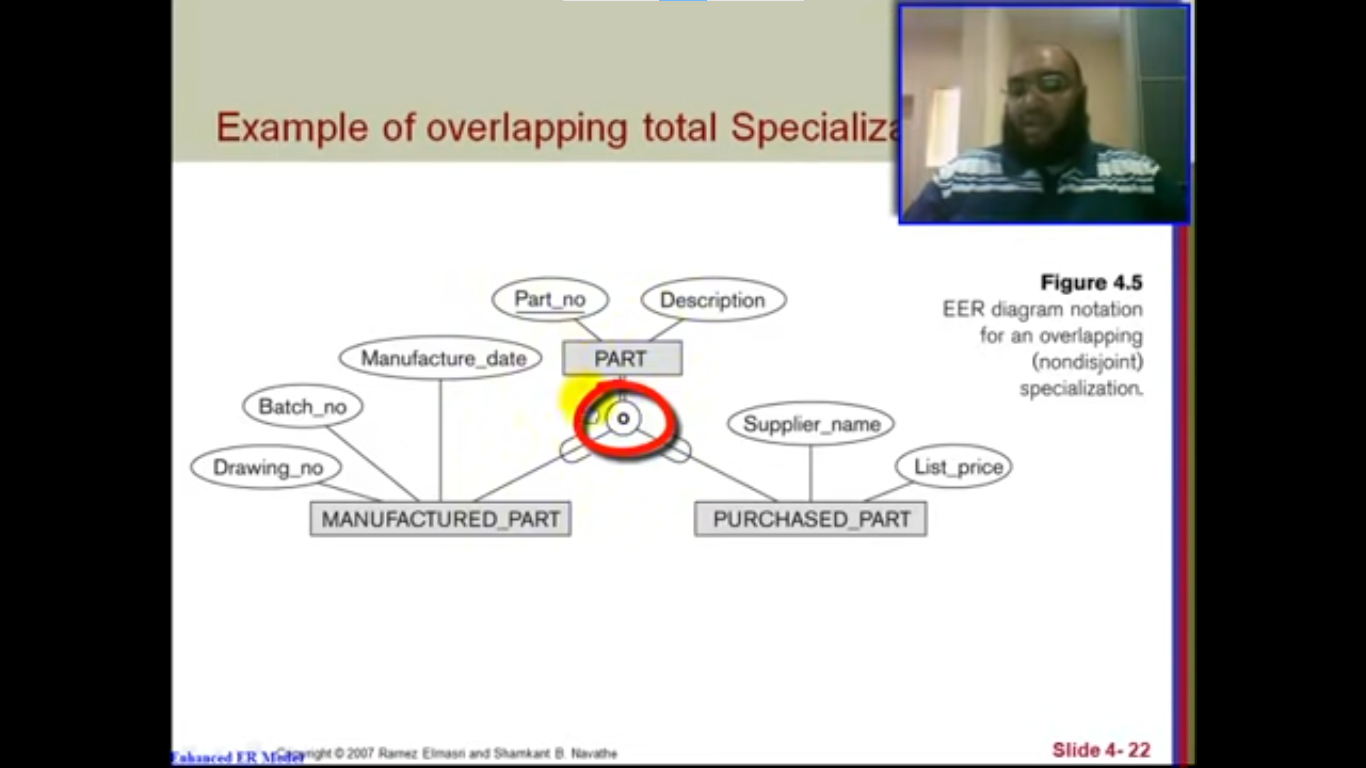 Example of overlapping total Specializa
Figure 4.5
EER diagram notation
for an overlapping
(nondisjoint)
specialization.
Part_no
Description
PART
Manufacture_date
Batch_no
o
Supplier_name
Drawing_no
List_price
MANUFACTURED_PART
PURCHASED_PART
Enhanced ER Model
Copyright © 2007 Ramez Elmasri and Shamkant B. Navathe
Slide 4- 22